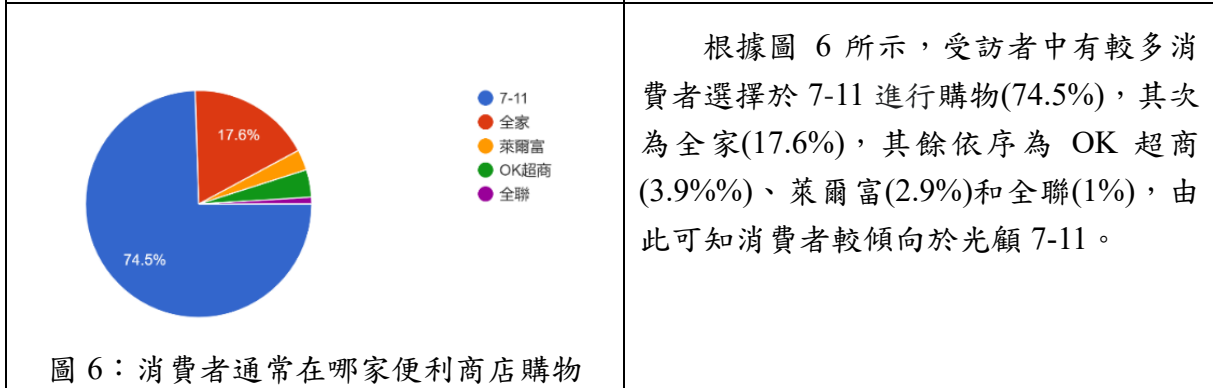 7-11
全家
萊爾富
OK超商
全聯
17.6%
74.5%
圖 6：消費者通常在哪家便利商店購物
根據圖 6 所示，受訪者中有較多消
費者選擇於 7-11 進行購物(74.5%)，其次
為全家(17.6%)，其餘依序為 OK 超商
(3.9%%)、萊爾富(2.9%)和全聯(1%)，由
此可知消費者較傾向於光顧 7-11。